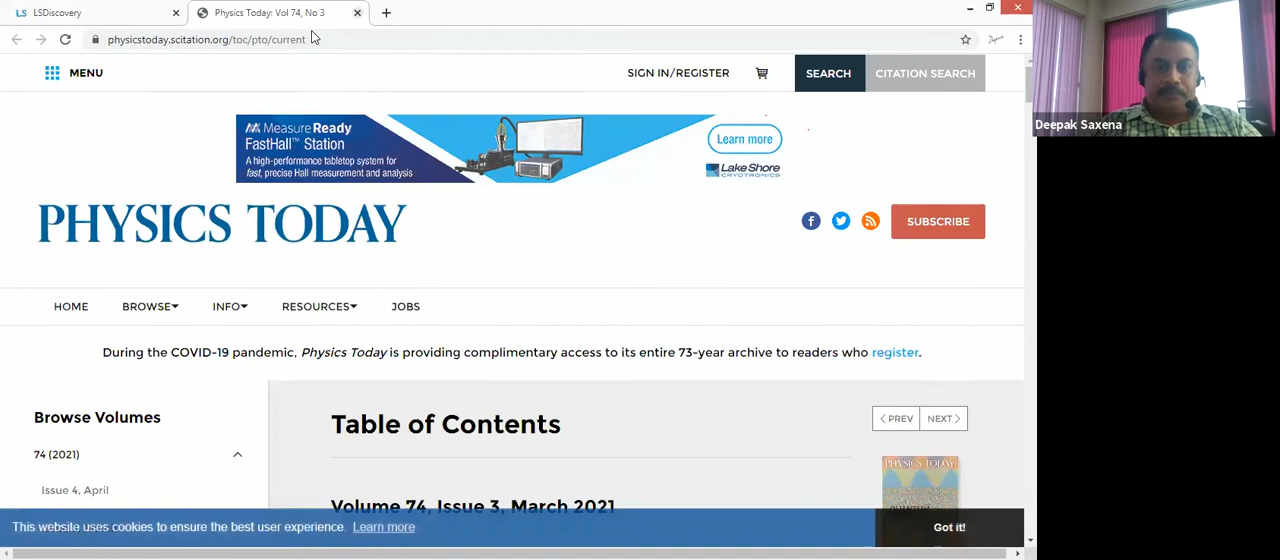 LS LSDiscovery
Physics Today: Vol 74, No 3
physicstoday.scitation.org/toc/pto/current
MENU
SIGN IN/REGISTER
SEARCH
CITATION SEARCH
Deepak Saxena
MeasureReady
FastHall™ Station
A high-performance tabletop system for
fast, precise Hall measurement and analysis
Learn more
LakeShore
CRYOTRONICS
PHYSICS TODAY
SUBSCRIBE
HOME
BROWSE
INFO
RESOURCES
JOBS
During the COVID-19 pandemic, Physics Today is providing complimentary access to its entire 73-year archive to readers who register.
Browse Volumes
74 (2021)
Issue 4, April
Table of Contents
PREV
NEXT
Volume 74, Issue 3, March 2021
PHYSICS TODAY
This website uses cookies to ensure the best user experience. Learn more
Got it!